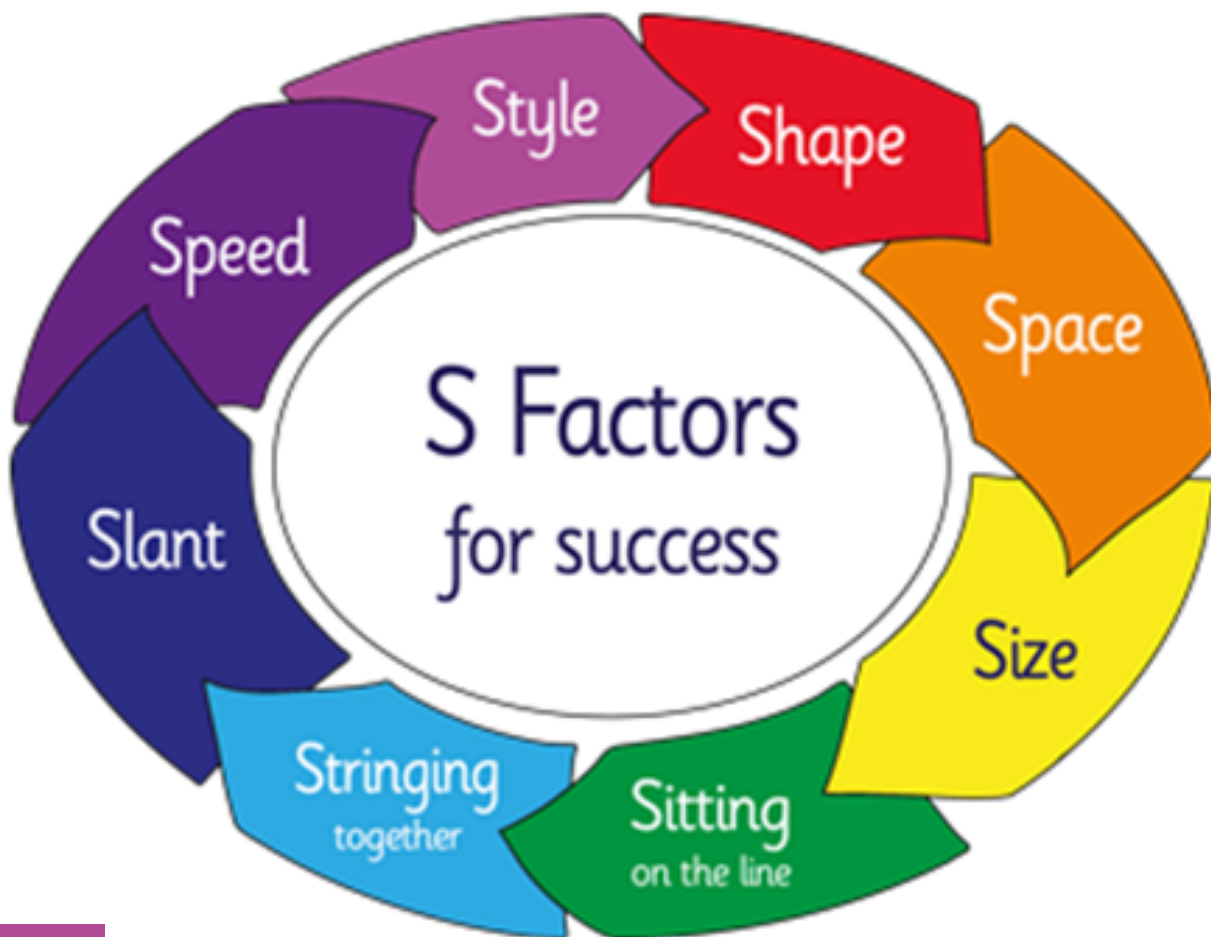 S Factors
for success
Style
Shape
Space
Size
Sitting
on the line
Stringing
together
Slant
Speed